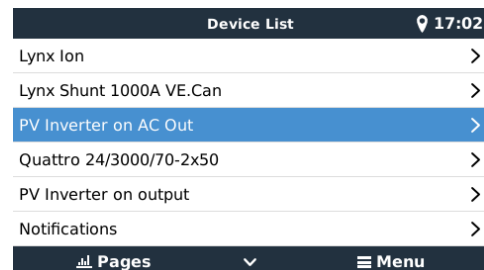 Device List 17:02
Lynx Ion
Lynx Shunt 1000A VE.Can
PV Inverter on AC Out
Quattro 24/3000/70-2x50
PV Inverter on output
Notifications
Pages Menu